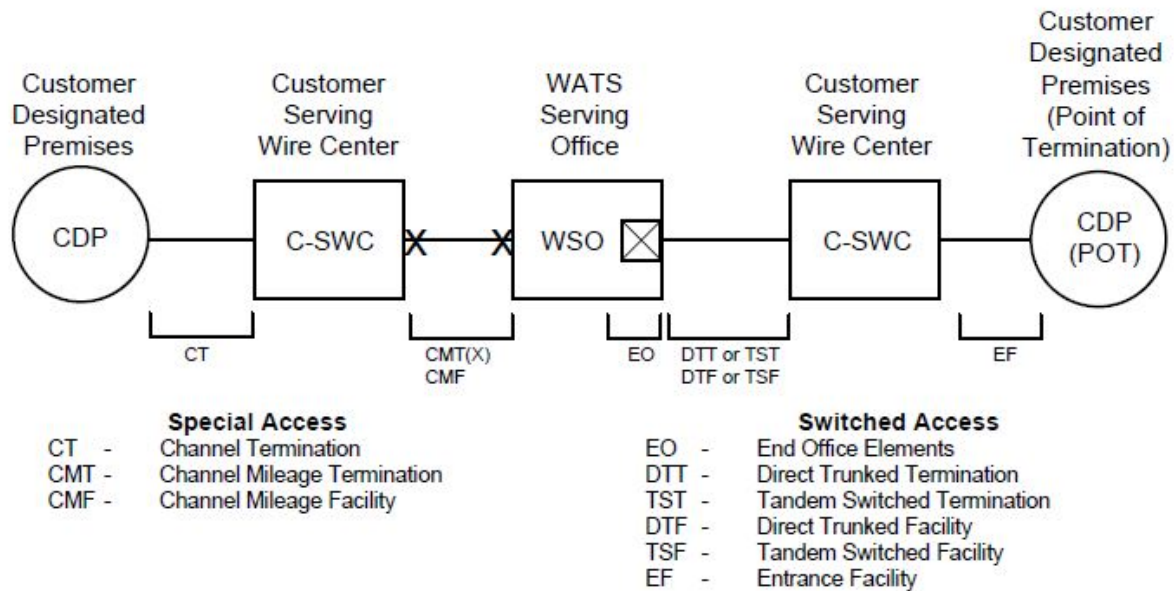 Customer
Designated
Premises
Customer
Serving
Wire Center
WATS
Serving
Office
Customer
Serving
Wire Center
Customer
Designated
Premises
(Point of
Termination)
CDP
C-SWC
X
X
WSO
C-SWC
CDP
(POT)
CT
CMT(X)
CMF
EO
DTT or TST
DTF or TSF
EF
Special Access
CT - Channel Termination
CMT - Channel Mileage Termination
CMF - Channel Mileage Facility
Switched Access
EO - End Office Elements
DTT - Direct Trunked Termination
TST - Tandem Switched Termination
DTF - Direct Trunked Facility
TSF - Tandem Switched Facility
EF - Entrance Facility